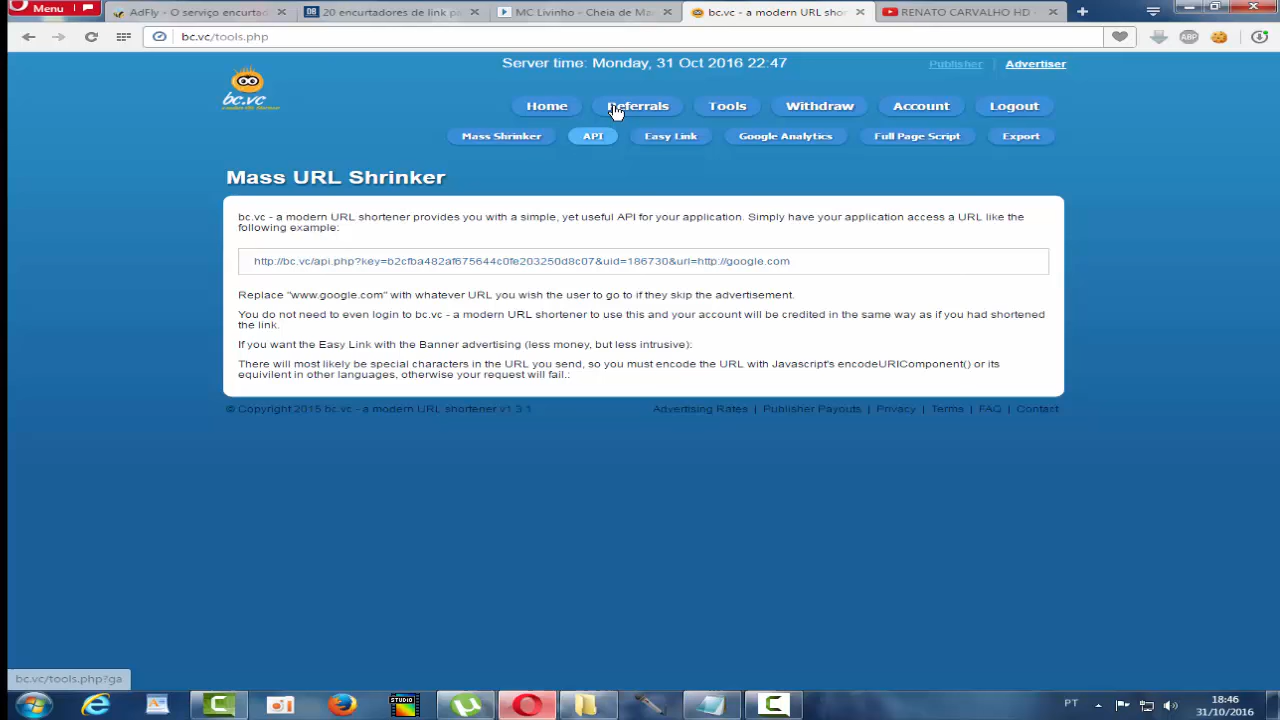 Menu
AdFly - O serviço encurta
20 encurtadores de link pa
MC Livinho - Cheia de Ma
bc.vc - a modern URL shor
RENATO CARVALHO HD
bc.vc/tools.php
ABP
Server time: Monday, 31 Oct 2016 22:47
Publisher | Advertiser
bc.vc
Home Referrals Tools Withdraw Account Logout
Mass Shrinker API Easy Link Google Analytics Full Page Script Export
Mass URL Shrinker
bc.vc - a modern URL shortener provides you with a simple, yet useful API for your application. Simply have your application access a URL like the
following example:
http://bc.vc/api.php?key=b2cfba482af675644c0fe203250d8c07&uid=186730&url=http://google.com
Replace "www.google.com" with whatever URL you wish the user to go to if they skip the advertisement.
You do not need to even login to bc.vc - a modern URL shortener to use this and your account will be credited in the same way as if you had shortened
the link.
If you want the Easy Link with the Banner advertising (less money, but less intrusive):
There will most likely be special characters in the URL you send, so you must encode the URL with Javascript's encodeURIComponent() or its
equivilent in other languages, otherwise your request will fail.:
© Copyright 2015 bc.vc - a modern URL shortener v1.3.1
Advertising Rates | Publisher Payouts | Privacy | Terms | FAQ | Contact
bc.vc/tools.php?ga
STUDIO
PT
18:46
31/10/2016